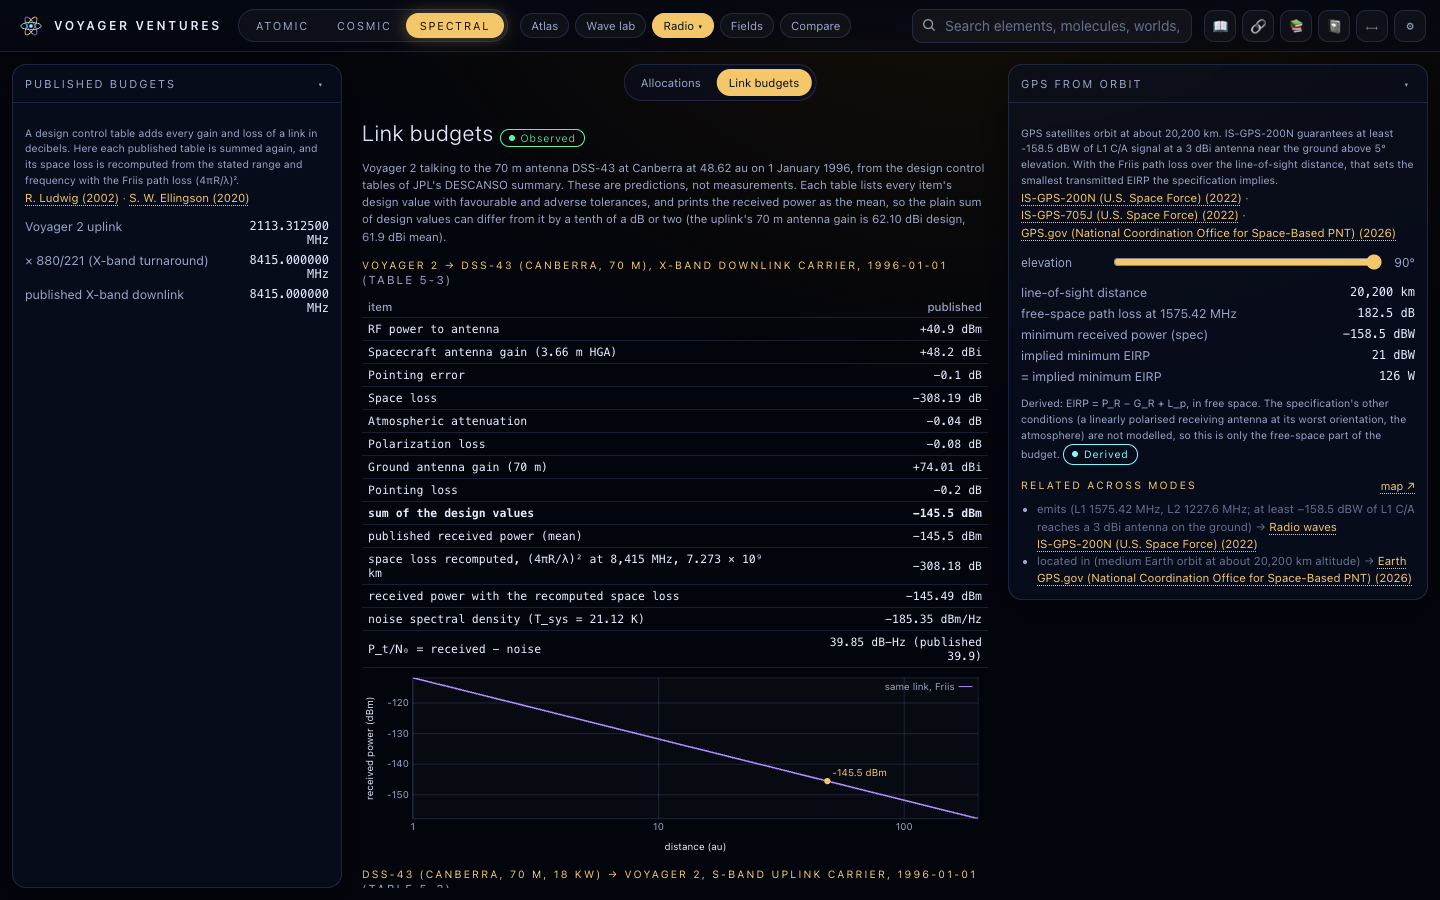 VOYAGER VENTURES
ATOMIC
COSMIC
SPECTRAL
Atlas
Wave lab
Radio ▾
Fields
Compare
Search elements, molecules, worlds,
PUBLISHED BUDGETS
A design control table adds every gain and loss of a link in
decibels. Here each published table is summed again, and
its space loss is recomputed from the stated range and
frequency with the Friis path loss (4πR/λ)².
R. Ludwig (2002) · S. W. Ellingson (2020)
Voyager 2 uplink 2113.312500
MHz
× 880/221 (X-band turnaround) 8415.000000
MHz
published X-band downlink 8415.000000
MHz
Allocations
Link budgets
Link budgets
Observed
Voyager 2 talking to the 70 m antenna DSS-43 at Canberra at 48.62 au on 1 January 1996, from the design control
tables of JPL's DESCANSO summary. These are predictions, not measurements. Each table lists every item's
design value with favourable and adverse tolerances, and prints the received power as the mean, so the plain sum
of design values can differ from it by a tenth of a dB or two (the uplink's 70 m antenna gain is 62.10 dBi design,
61.9 dBi mean).
VOYAGER 2 → DSS-43 (CANBERRA, 70 M), X-BAND DOWNLINK CARRIER, 1996-01-01
(TABLE 5-3)
item published
RF power to antenna +40.9 dBm
Spacecraft antenna gain (3.66 m HGA) +48.2 dBi
Pointing error −0.1 dB
Space loss −308.19 dB
Atmospheric attenuation −0.04 dB
Polarization loss −0.08 dB
Ground antenna gain (70 m) +74.01 dBi
Pointing loss −0.2 dB
sum of the design values −145.5 dBm
published received power (mean) −145.5 dBm
space loss recomputed, (4πR/λ)² at 8,415 MHz, 7.273 × 10⁹
km −308.18 dB
received power with the recomputed space loss −145.49 dBm
noise spectral density (T_sys = 21.12 K) −185.35 dBm/Hz
P_t/N₀ = received − noise 39.85 dB-Hz (published
39.9)
same link, Friis
received power (dBm)
-120
-130
-140
-150
-145.5 dBm
1 10 100
distance (au)
DSS-43 (CANBERRA, 70 M, 18 KW) → VOYAGER 2, S-BAND UPLINK CARRIER, 1996-01-01
GPS FROM ORBIT
GPS satellites orbit at about 20,200 km. IS-GPS-200N guarantees at least
-158.5 dBW of L1 C/A signal at a 3 dBi antenna near the ground above 5°
elevation. With the Friis path loss over the line-of-sight distance, that sets the
smallest transmitted EIRP the specification implies.
IS-GPS-200N (U.S. Space Force) (2022) ·
IS-GPS-705J (U.S. Space Force) (2022) ·
GPS.gov (National Coordination Office for Space-Based PNT) (2026)
elevation 90°
line-of-sight distance 20,200 km
free-space path loss at 1575.42 MHz 182.5 dB
minimum received power (spec) −158.5 dBW
implied minimum EIRP 21 dBW
= implied minimum EIRP 126 W
Derived: EIRP = P_R − G_R + L_p, in free space. The specification's other
conditions (a linearly polarised receiving antenna at its worst orientation, the
atmosphere) are not modelled, so this is only the free-space part of the
budget. Derived
RELATED ACROSS MODES map ↗
emits (L1 1575.42 MHz, L2 1227.6 MHz; at least −158.5 dBW of L1 C/A
reaches a 3 dBi antenna on the ground) → Radio waves
IS-GPS-200N (U.S. Space Force) (2022)
located in (medium Earth orbit at about 20,200 km altitude) → Earth
GPS.gov (National Coordination Office for Space-Based PNT) (2026)